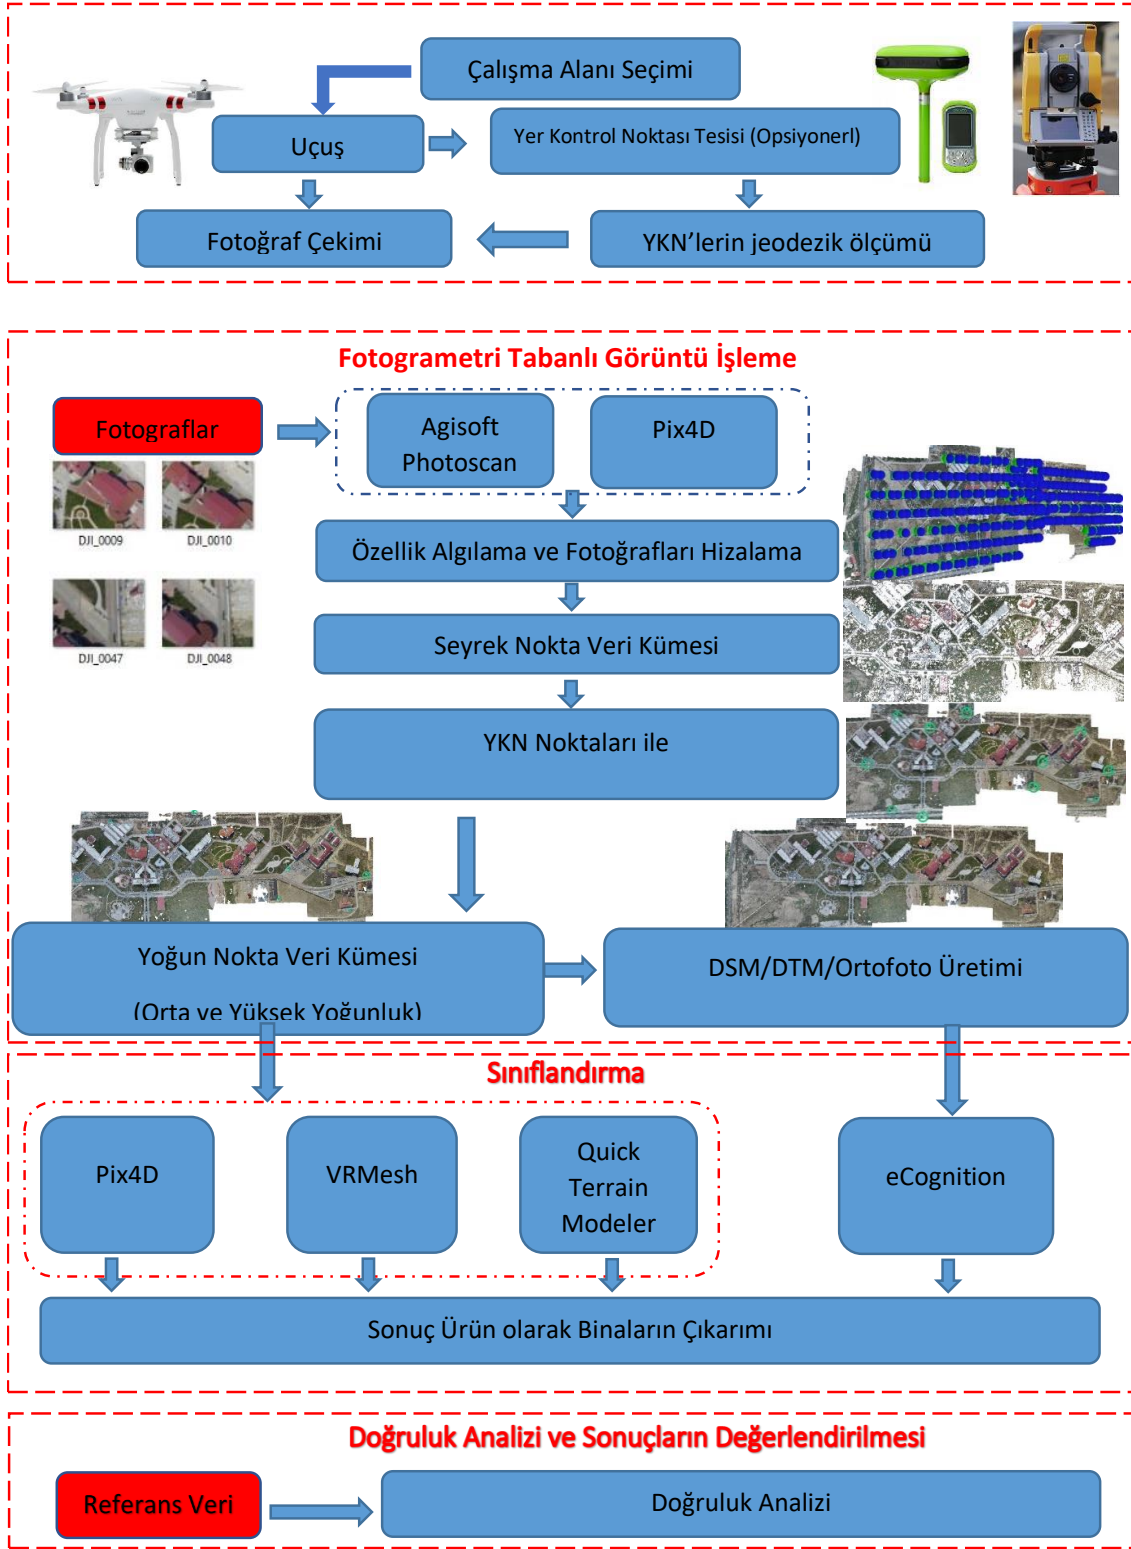 Çalışma Alanı Seçimi
Uçuş
Yer Kontrol Noktası Tesisi (Opsiyonerl)
Fotoğraf Çekimi
YKN’lerin jeodezik ölçümü
Fotogrametri Tabanlı Görüntü İşleme
Fotograflar
Agisoft
Photoscan
Pix4D
DJI_0009
DJI_0010
DJI_0047
DJI_0048
Özellik Algılama ve Fotoğrafları Hizalama
Seyrek Nokta Veri Kümesi
YKN Noktaları ile
Yoğun Nokta Veri Kümesi
(Orta ve Yüksek Yoğunluk)
DSM/DTM/Ortofoto Üretimi
Sınıflandırma
Pix4D
VRMesh
Quick
Terrain
Modeler
eCognition
Sonuç Ürün olarak Binaların Çıkarımı
Doğruluk Analizi ve Sonuçların Değerlendirilmesi
Referans Veri
Doğruluk Analizi